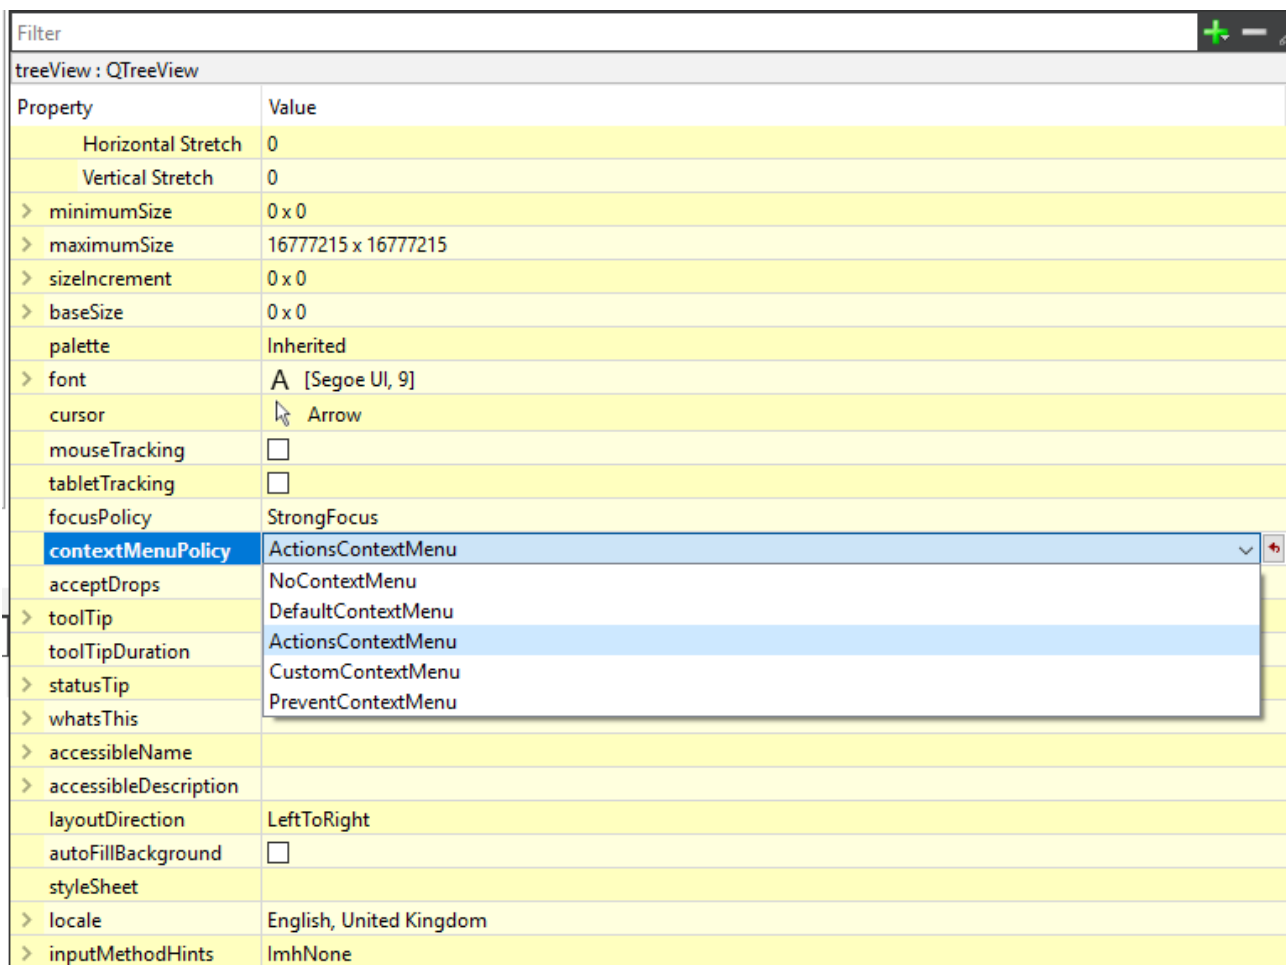 Filter
treeView : QTreeView
Property Value
Horizontal Stretch 0
Vertical Stretch 0
minimumSize 0 x 0
maximumSize 16777215 x 16777215
sizeIncrement 0 x 0
baseSize 0 x 0
palette Inherited
font A [Segoe UI, 9]
cursor Arrow
mouseTracking
tabletTracking
focusPolicy StrongFocus
contextMenuPolicy ActionsContextMenu
NoContextMenu
acceptDrops
DefaultContextMenu
toolTip
ActionsContextMenu
toolTipDuration
CustomContextMenu
statusTip
PreventContextMenu
whatsThis
accessibleName
accessibleDescription
layoutDirection LeftToRight
autoFillBackground
styleSheet
locale English, United Kingdom
inputMethodHints ImhNone